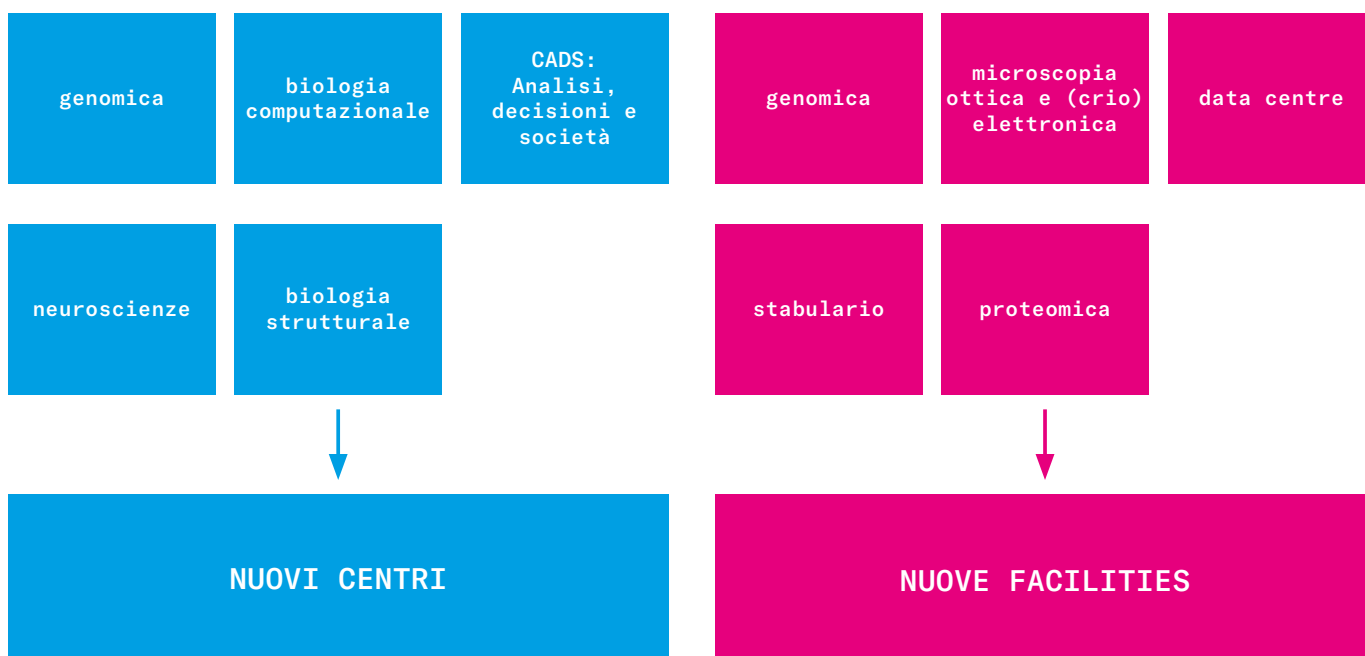 genomica
biologia
computazionale
CADS:
Analisi,
decisioni e
società
neuroscienze
biologia
strutturale
NUOVI CENTRI
genomica
microscopia
ottica e (crio)
elettronica
data centre
stabulario
proteomica
NUOVE FACILITIES